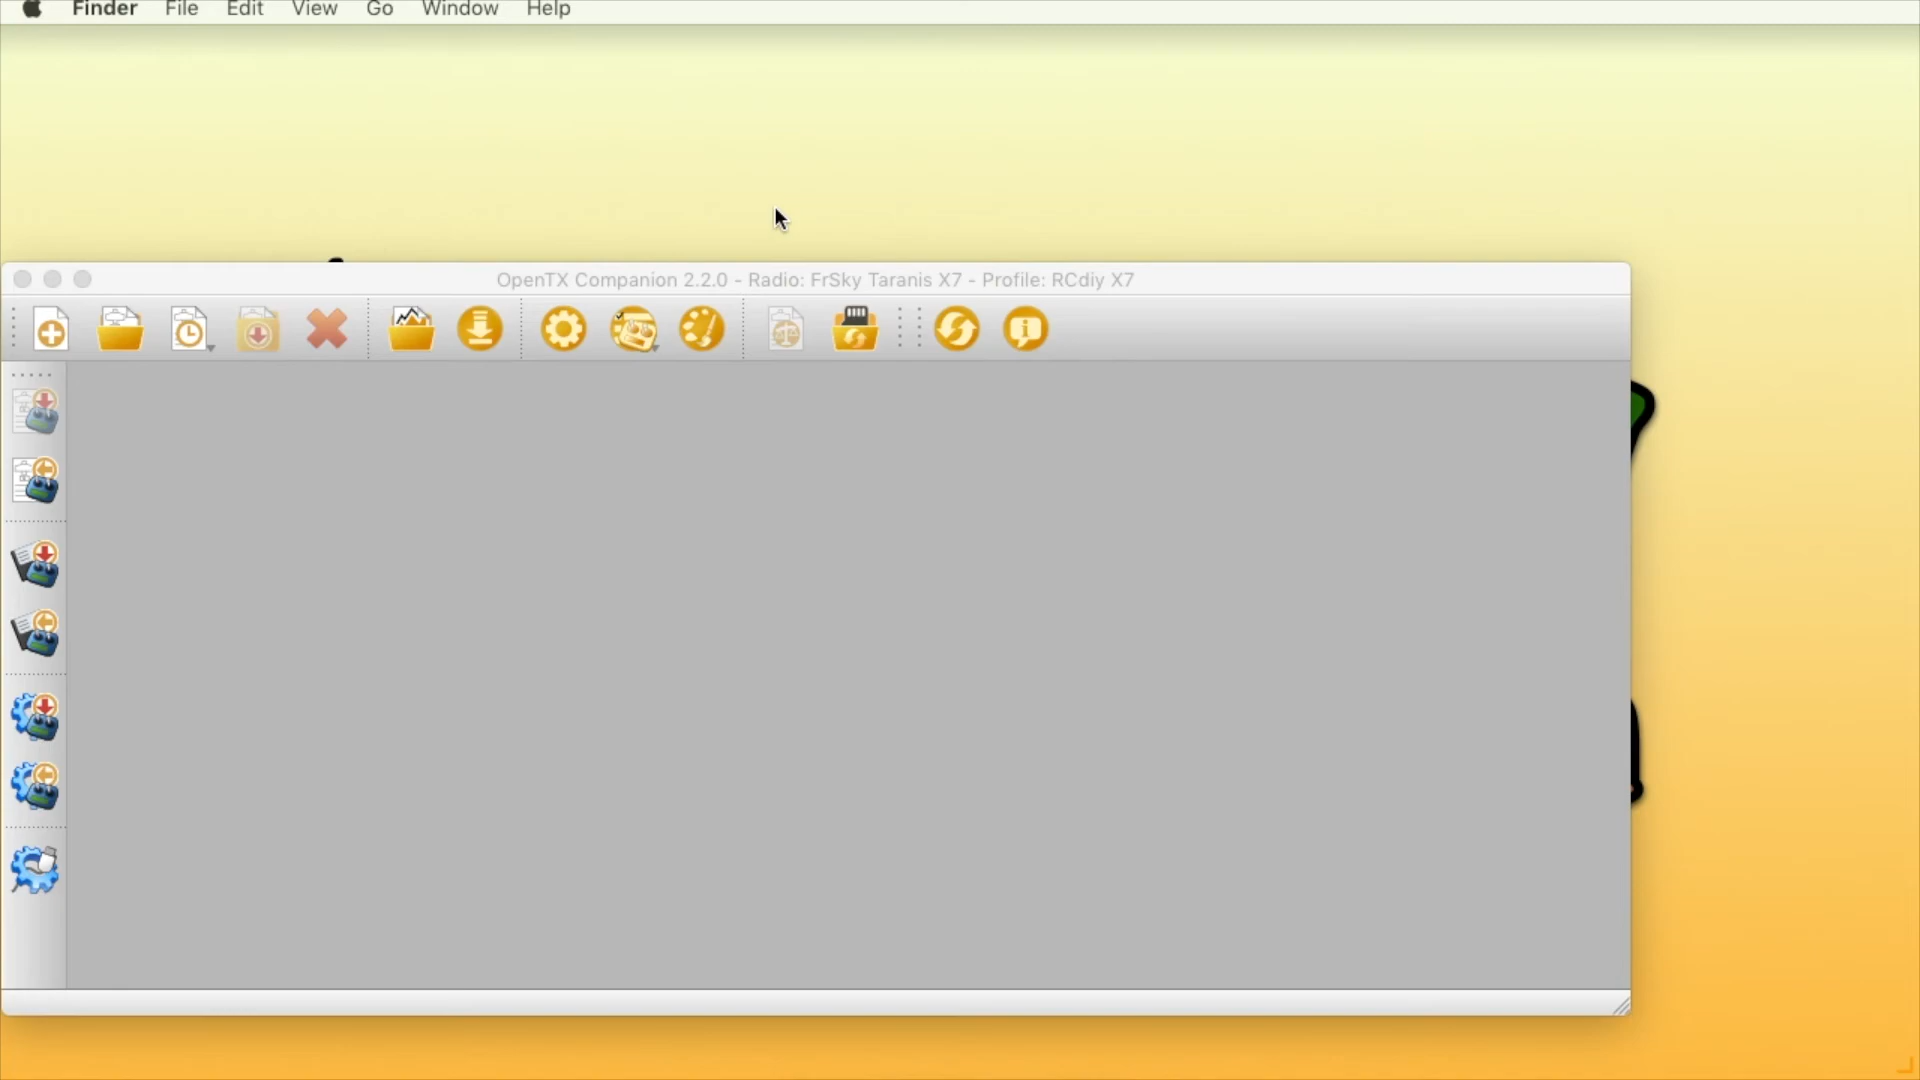 Finder File Edit View Go Window Help
OpenTX Companion 2.2.0 - Radio: FrSky Taranis X7 - Profile: RCdiy X7